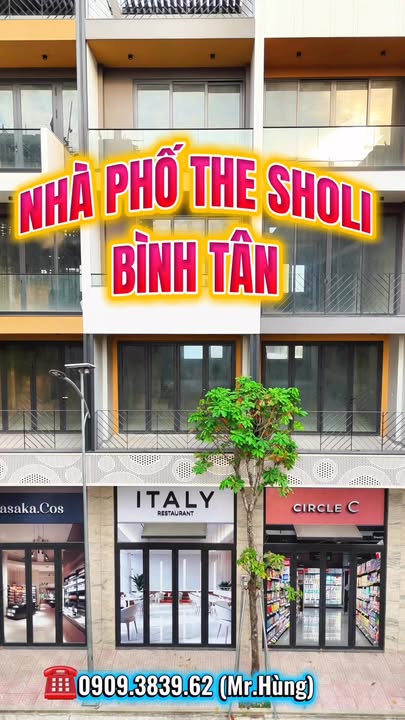 NHÀ PHỐ THE SHOLI
BÌNH TÂN
asaka.Cos
ITALY
RESTAURANT
CIRCLE C
0909.3839.62 (Mr.Hùng)